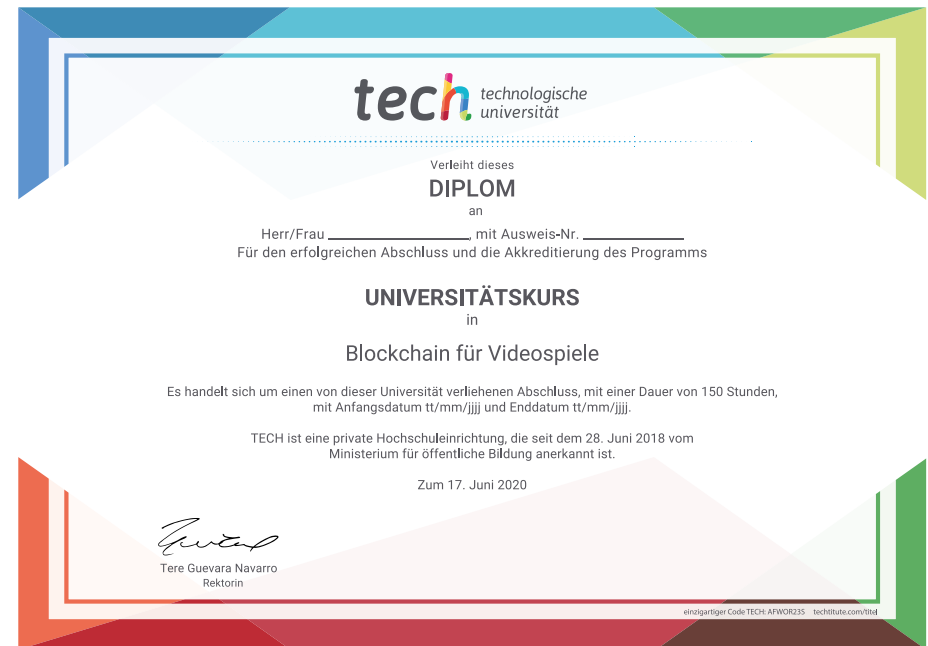 tech technologische
universität
Verleiht dieses
DIPLOM
an
Herr/Frau ____________________, mit Ausweis-Nr. ______________
Für den erfolgreichen Abschluss und die Akkreditierung des Programms
UNIVERSITÄTSKURS
in
Blockchain für Videospiele
Es handelt sich um einen von dieser Universität verliehenen Abschluss, mit einer Dauer von 150 Stunden,
mit Anfangsdatum tt/mm/jjjj und Enddatum tt/mm/jjjj.
TECH ist eine private Hochschuleinrichtung, die seit dem 28. Juni 2018 vom
Ministerium für öffentliche Bildung anerkannt ist.
Zum 17. Juni 2020
Tere Guevara Navarro
Rektorin
einzigartiger Code TECH: AFWOR23S techtitute.com/titel